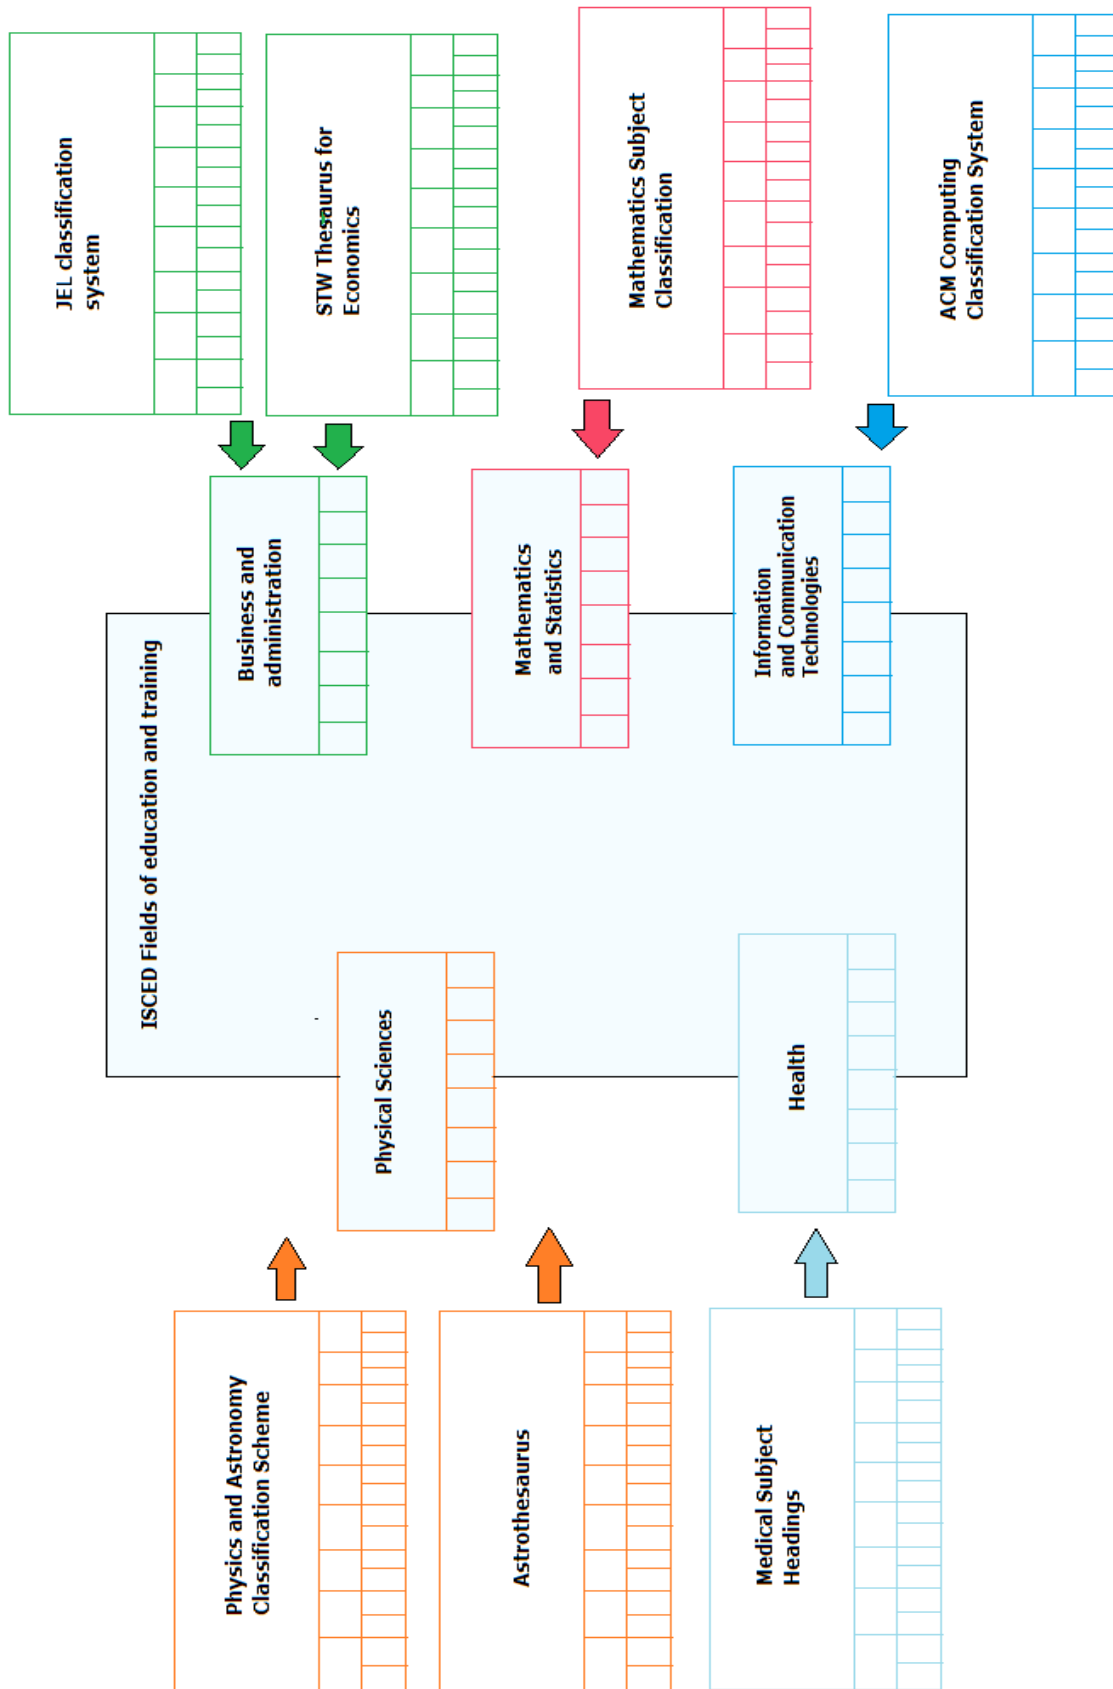 Physics and Astronomy
Classification Scheme
Astrothesaurus
Medical Subject
Headings
ISCED Fields of education and training
Physical Sciences
Health
Business and
administration
Mathematics
and Statistics
Information
and Communication
Technologies
JEL classification
system
STW Thesaurus for
Economics
Mathematics Subject
Classification
ACM Computing
Classification System